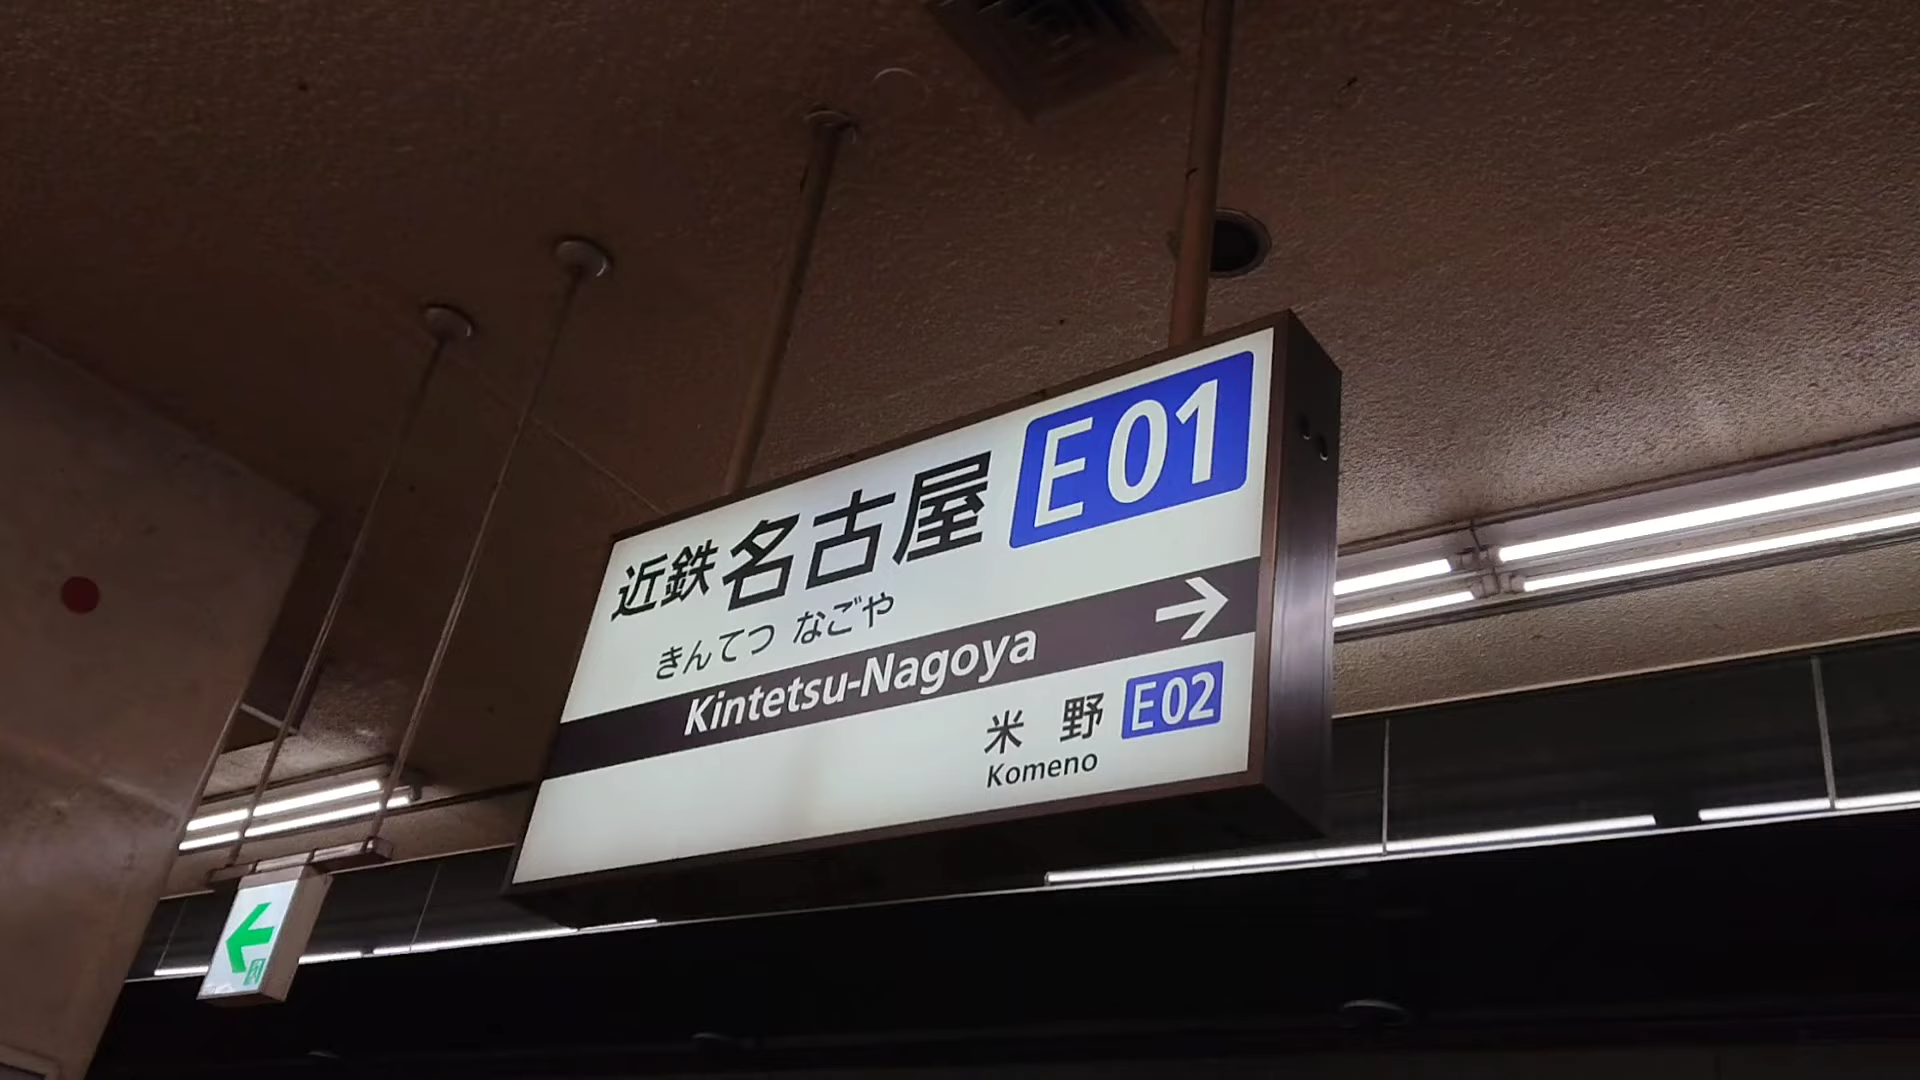 近鉄名古屋 E01
きんてつ なごや
Kintetsu-Nagoya →
米野 E02
Komeno